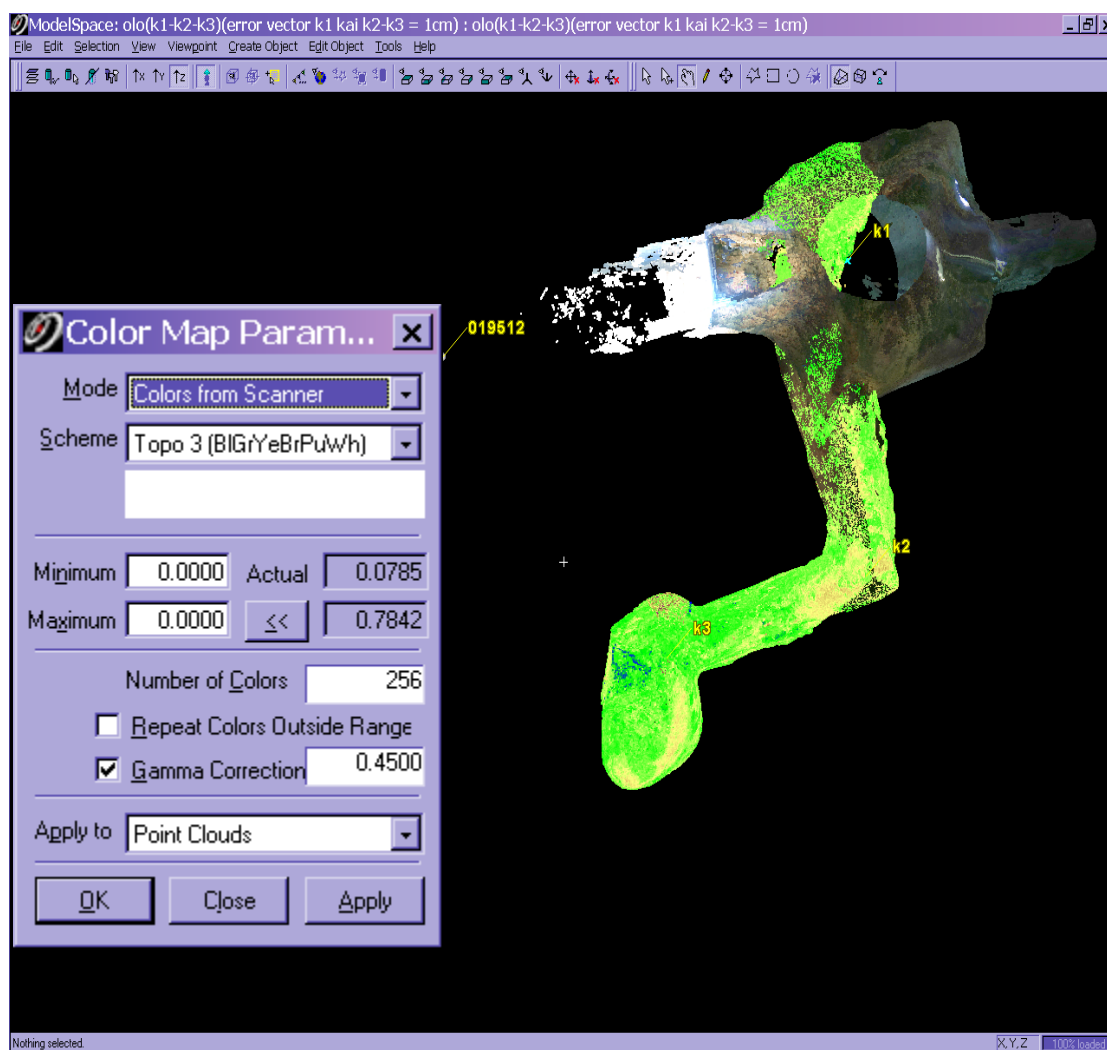 ModelSpace: olo(k1-k2-k3)(error vector k1 kai k2-k3 = 1cm) : olo(k1-k2-k3)(error vector k1 kai k2-k3 = 1cm)
File Edit Selection View Viewpoint Create Object Edit Object Tools Help
k1
019512
Color Map Param...
Mode Colors from Scanner
Scheme Topo 3 (BlGrYeBrPuWh)
Minimum 0.0000 Actual 0.0785
Maximum 0.0000 << 0.7842
k2
k3
Number of Colors 256
Repeat Colors Outside Range
Gamma Correction 0.4500
Apply to Point Clouds
OK Close Apply
Nothing selected. X,Y,Z 100% loaded